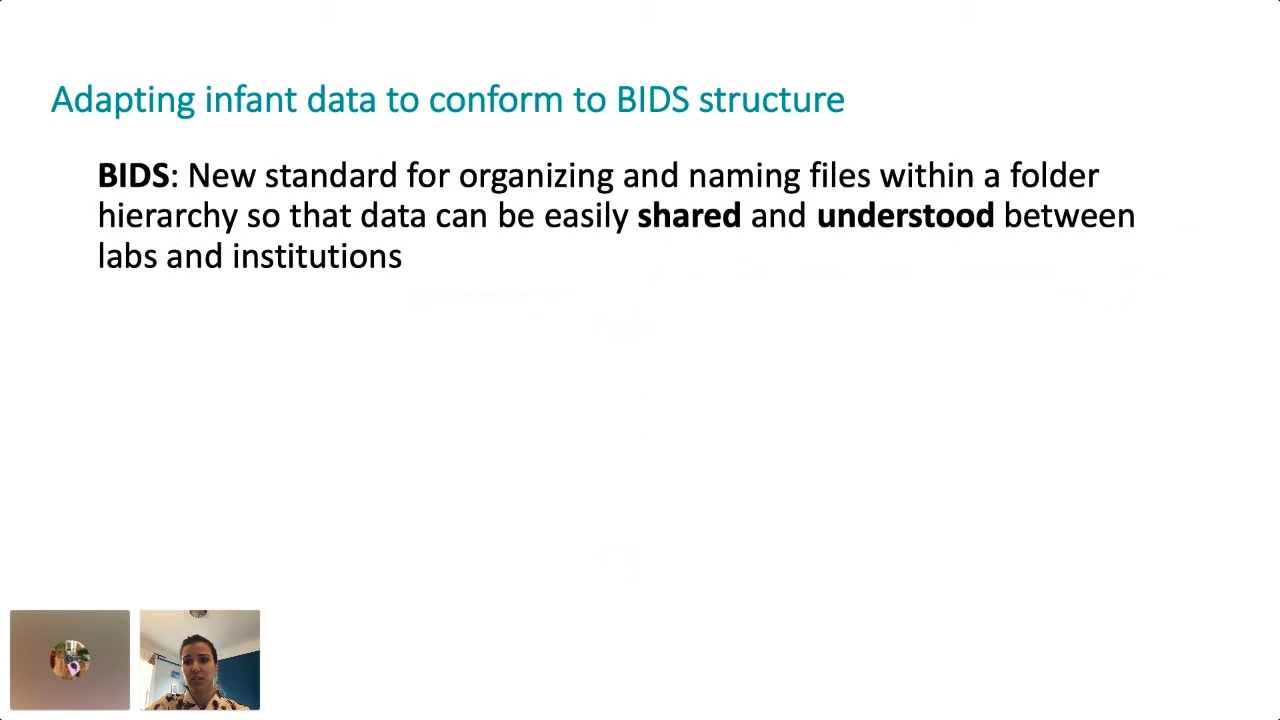 Adapting infant data to conform to BIDS structure
BIDS: New standard for organizing and naming files within a folder
hierarchy so that data can be easily shared and understood between
labs and institutions